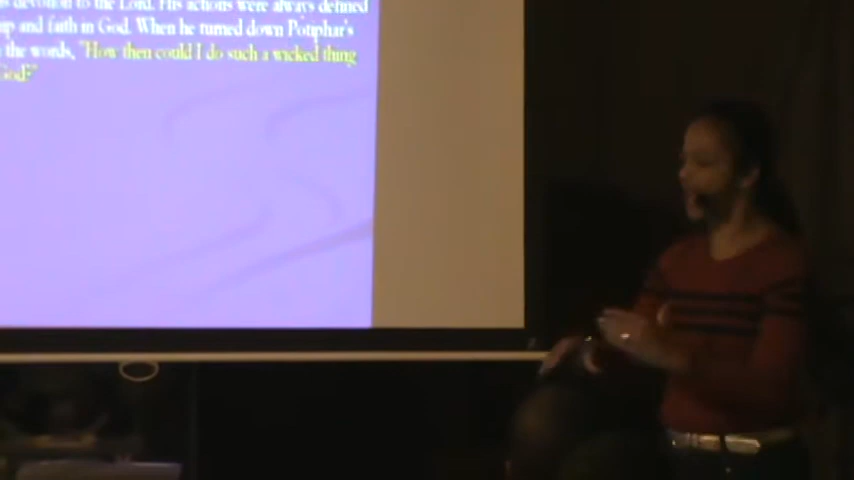 devotion to the Lord. His actions were always defined
and faith in God. When he turned down Potiphar's
the words, "How then could I do such a wicked thing
God?"